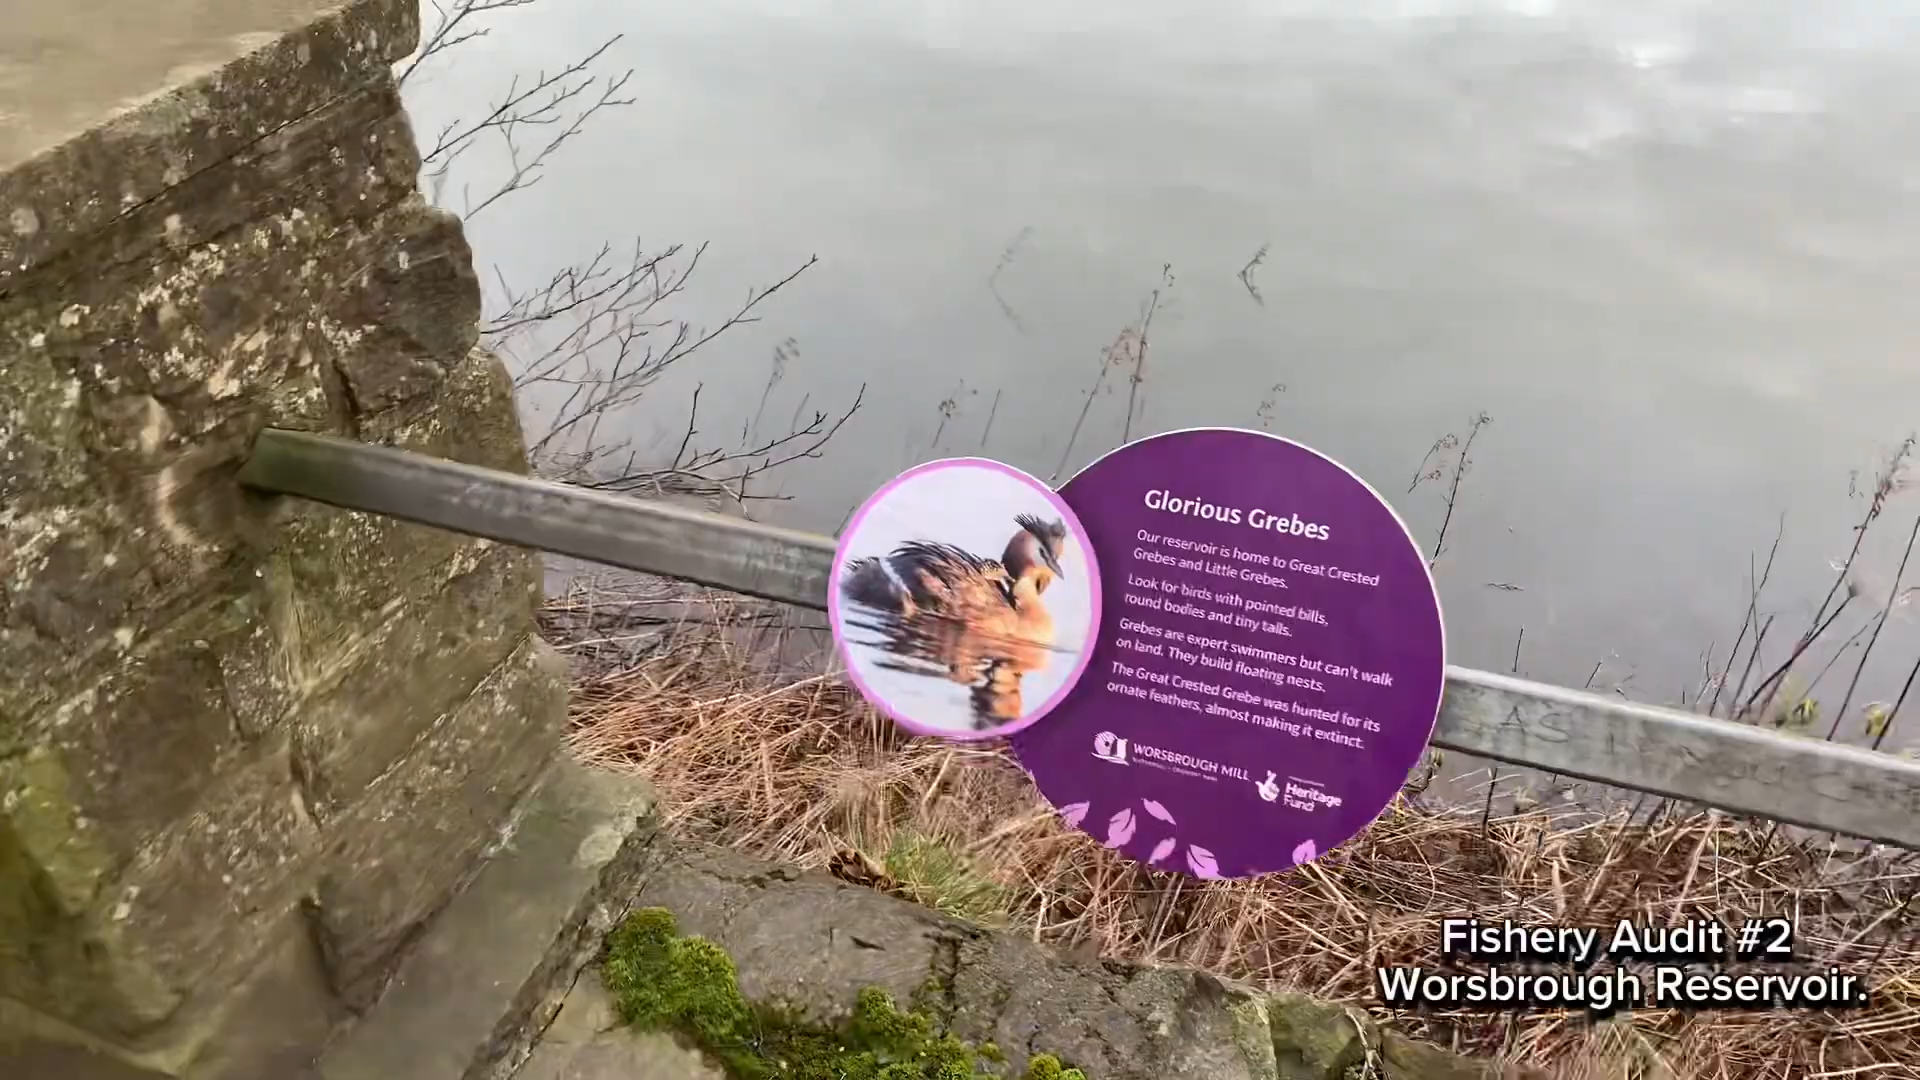 Glorious Grebes
Our reservoir is home to Great Crested
Grebes and Little Grebes.
Look for birds with pointed bills,
round bodies and tiny tails.
Grebes are expert swimmers but can't walk
on land. They build floating nests.
The Great Crested Grebe was hunted for its
ornate feathers, almost making it extinct.
WORSBROUGH MILL
Heritage
Fund
Fishery Audit #2
Worsbrough Reservoir.